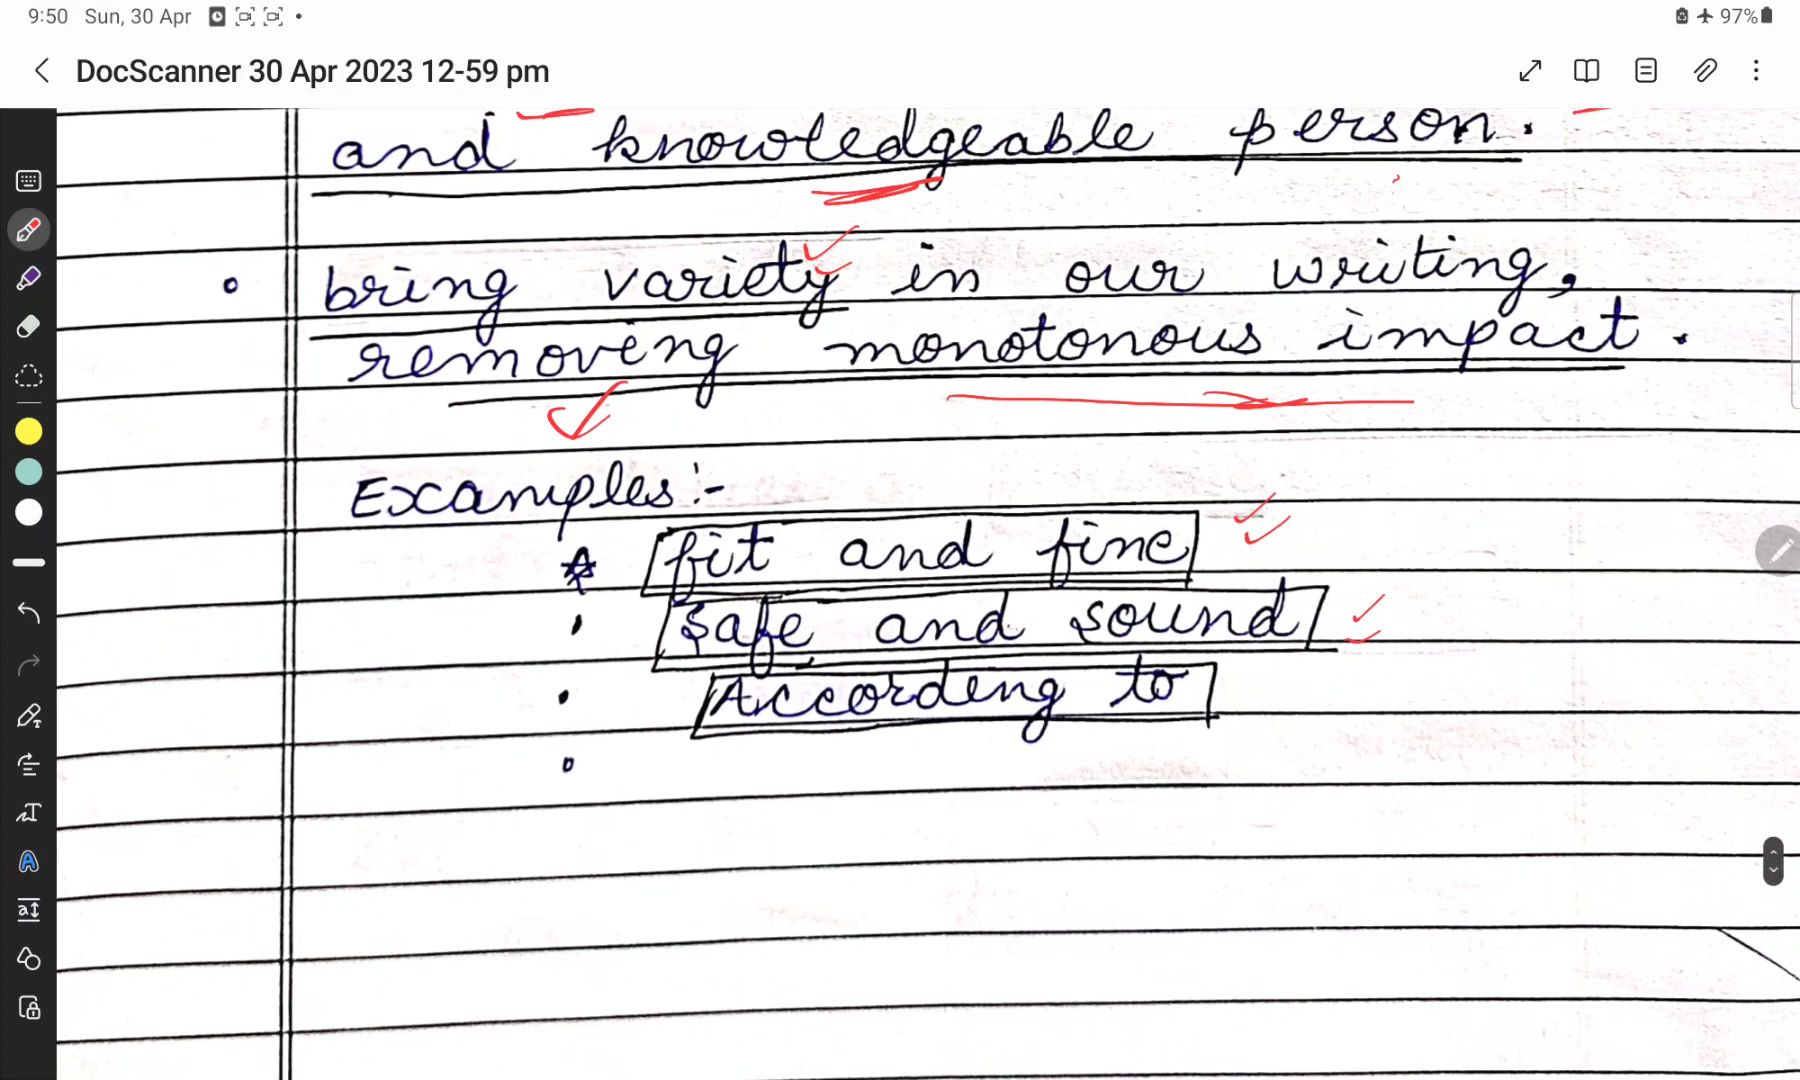 9:50 Sun, 30 Apr
97%
DocScanner 30 Apr 2023 12-59 pm
and knowledgeable person.
bring variety in our writing,
removing monotonous impact.
Examples:-
fit and fine
safe and sound
According to